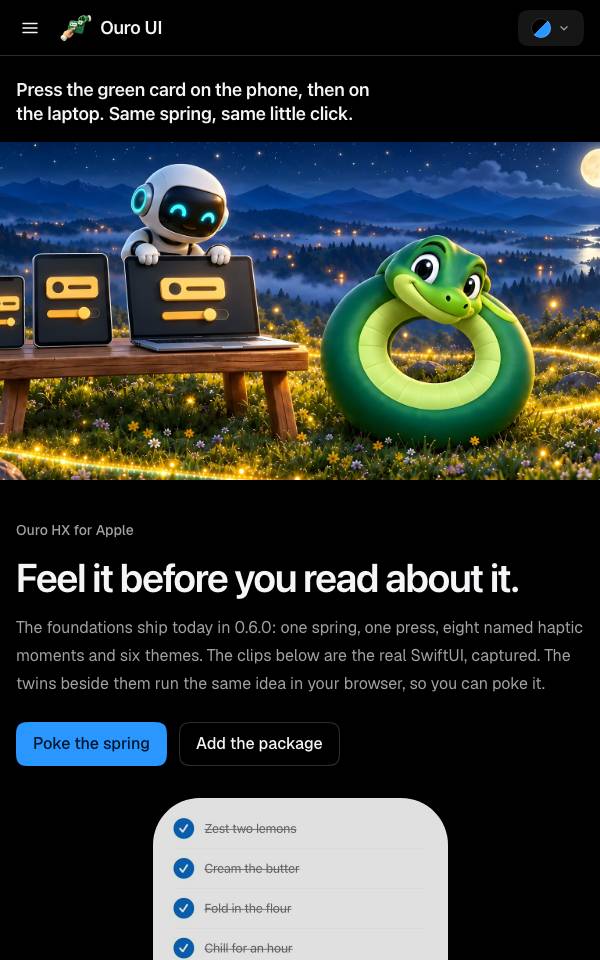 Ouro UI
Press the green card on the phone, then on
the laptop. Same spring, same little click.
Ouro HX for Apple
Feel it before you read about it.
The foundations ship today in 0.6.0: one spring, one press, eight named haptic
moments and six themes. The clips below are the real SwiftUI, captured. The
twins beside them run the same idea in your browser, so you can poke it.
Poke the spring
Add the package
Zest two lemons
Cream the butter
Fold in the flour
Chill for an hour